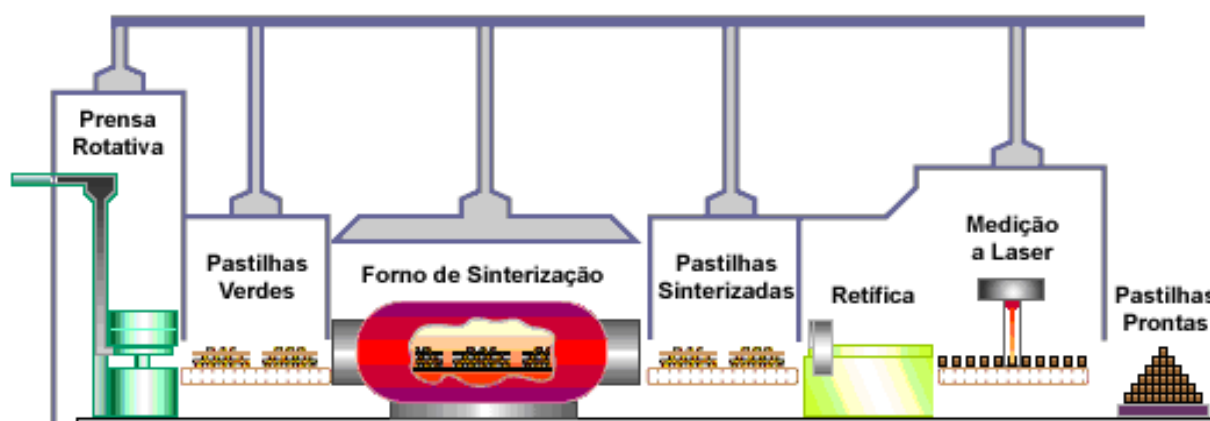 Prensa
Rotativa
Pastilhas
Verdes
Forno de Sinterização
Pastilhas
Sinterizadas
Retífica
Medição
a Laser
Pastilhas
Prontas